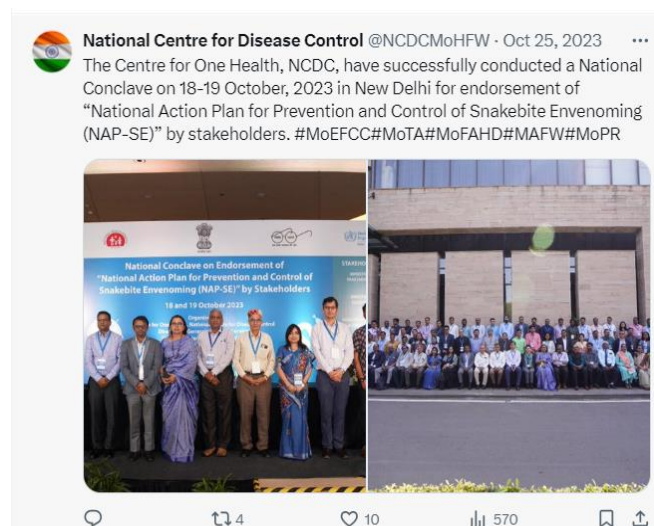 National Centre for Disease Control @NCDCMoHFW · Oct 25, 2023 ···
The Centre for One Health, NCDC, have successfully conducted a National
Conclave on 18-19 October, 2023 in New Delhi for endorsement of
“National Action Plan for Prevention and Control of Snakebite Envenoming
(NAP-SE)” by stakeholders. #MoEFCC#MoTA#MoFAHD#MAFW#MoPR
National Conclave on Endorsement of
“National Action Plan for Prevention and Control of
Snakebite Envenoming (NAP-SE)” by Stakeholders
18 and 19 October 2023
4 10 570